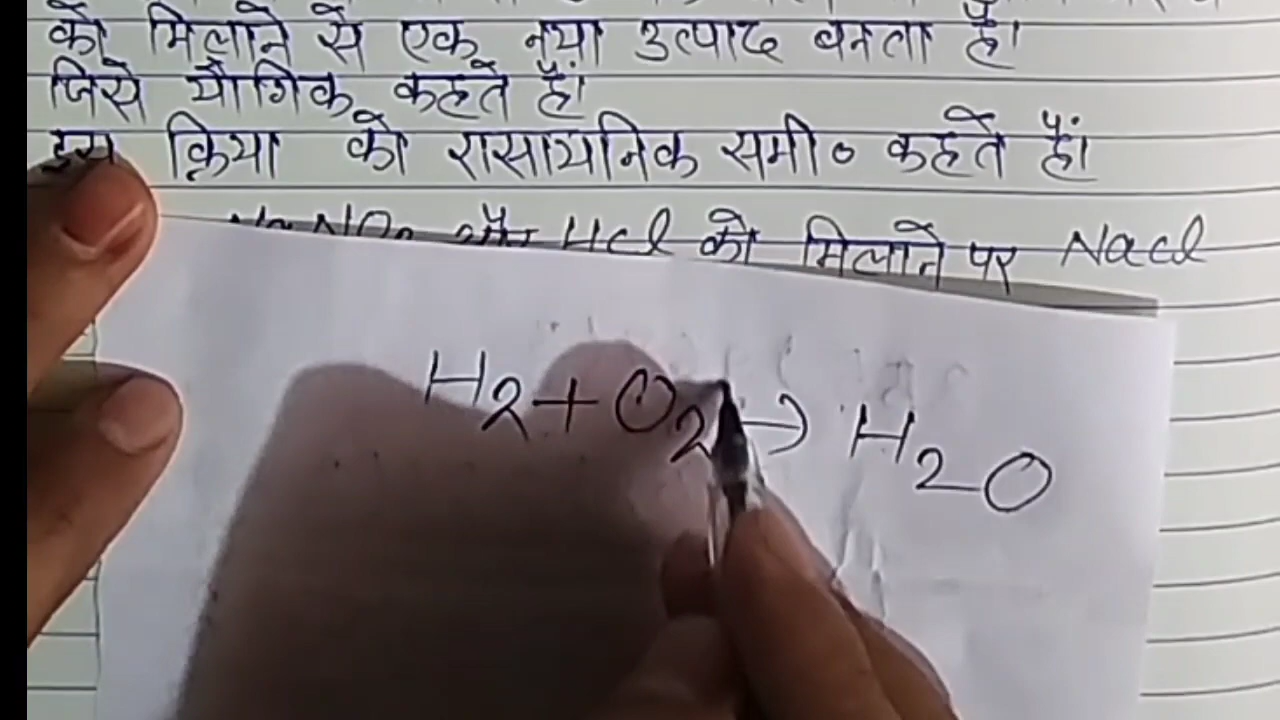 को मिलाने से एक नया उत्पाद बनता है।
जिसे यौगिक कहते हैं।
इस क्रिया को रासायनिक समी० कहते हैं।
और HCl को मिलाने पर Nacl
H2 + O2 → H2O